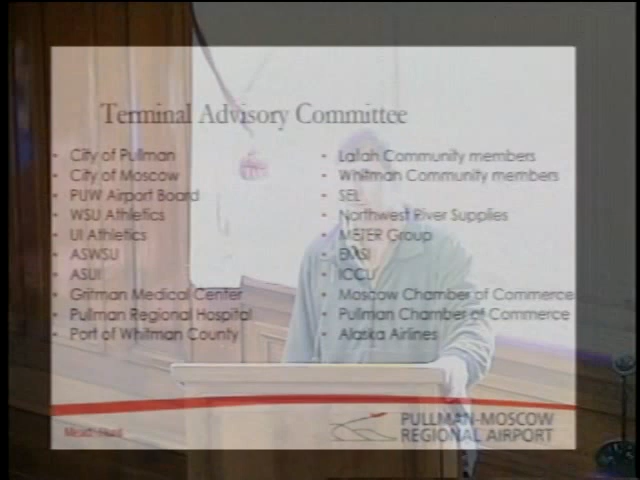 Terminal Advisory Committee
• City of Pullman
• City of Moscow
• PUW Airport Board
• WSU Athletics
• UI Athletics
• ASWSU
• ASUI
• Gritman Medical Center
• Pullman Regional Hospital
• Port of Whitman County
• Latah Community members
• Whitman Community members
• SEL
• Northwest River Supplies
• METER Group
• EMSI
• ICCU
• Moscow Chamber of Commerce
• Pullman Chamber of Commerce
• Alaska Airlines
Mead&Hunt
PULLMAN-MOSCOW
REGIONAL AIRPORT